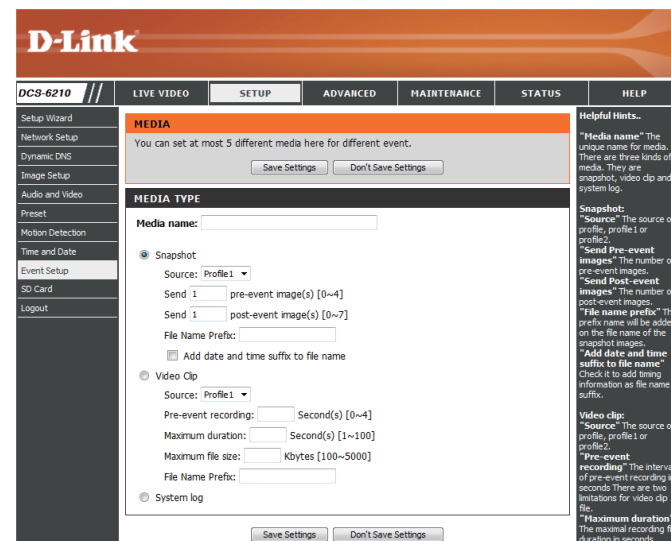 D-Link
DCS-6210 //
LIVE VIDEO SETUP ADVANCED MAINTENANCE STATUS HELP
Setup Wizard
Network Setup
Dynamic DNS
Image Setup
Audio and Video
Preset
Motion Detection
Time and Date
Event Setup
SD Card
Logout
MEDIA
You can set at most 5 different media here for different event.
Save Settings Don't Save Settings
MEDIA TYPE
Media name:
Snapshot
Source: Profile1
Send 1 pre-event image(s) [0~4]
Send 1 post-event image(s) [0~7]
File Name Prefix:
Add date and time suffix to file name
Video Clip
Source: Profile1
Pre-event recording: Second(s) [0~4]
Maximum duration: Second(s) [1~100]
Maximum file size: Kbytes [100~5000]
File Name Prefix:
System log
Save Settings Don't Save Settings
Helpful Hints..
"Media name" The
unique name for media.
There are three kinds of
media. They are
snapshot, video clip and
system log.
Snapshot:
"Source" The source
profile, profile1 or
profile2.
"Send Pre-event
images" The number
pre-event images.
"Send Post-event
images" The number
post-event images.
"File name prefix"
prefix name will be
on the file name of the
snapshot images.
"Add date and time
suffix to file name"
Check it to add timing
information as file name
suffix.
Video clip:
"Source" The source
profile, profile1 or
profile2.
"Pre-event
recording" The
of pre-event recording
seconds There are two
limitations for video clip
file.
"Maximum duration"
The maximal recording
duration in seconds.